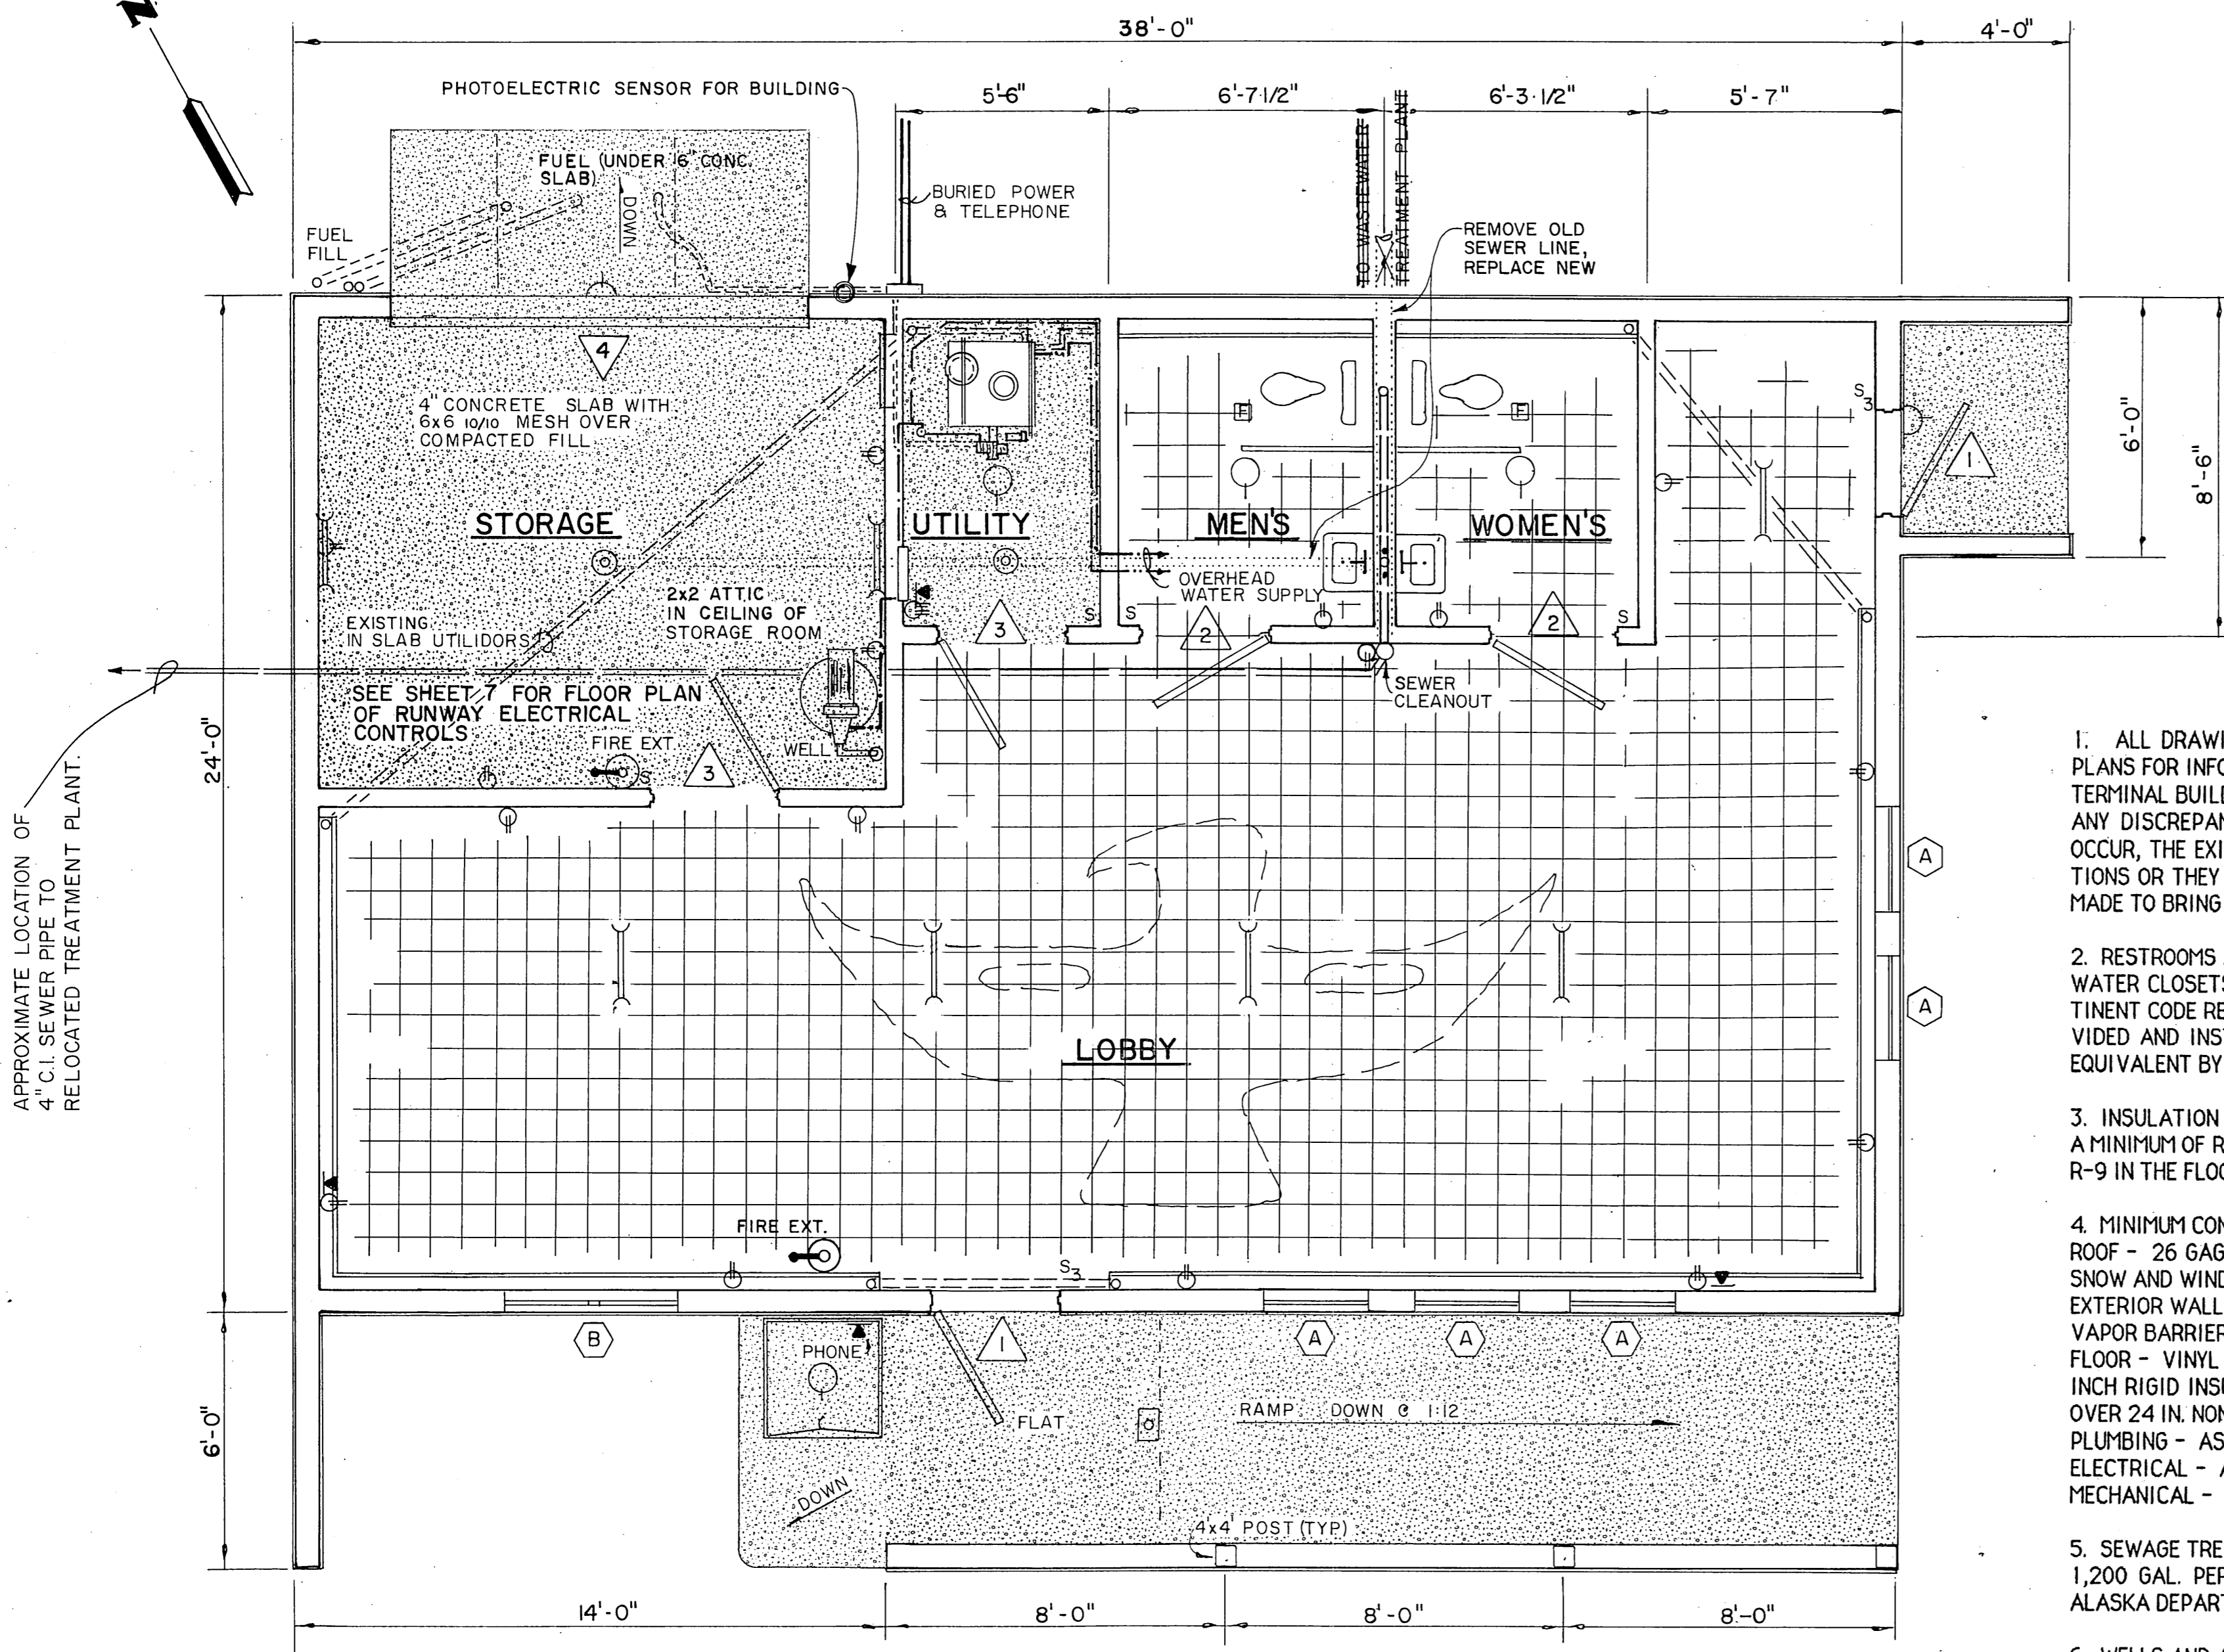 N
38'-0"
4'-0"
PHOTOELECTRIC SENSOR FOR BUILDING
5'-6"
6'-7 1/2"
6'-3 1/2"
5'-7"
FUEL (UNDER 6" CONC.
SLAB)
DOWN
BURIED POWER
& TELEPHONE
TO WASTEWATER
TREATMENT PLANT
REMOVE OLD
SEWER LINE,
REPLACE NEW
FUEL
FILL
4
4" CONCRETE SLAB WITH
6x6 10/10 MESH OVER
COMPACTED FILL
F
F
S3
1
6'-0"
8'-6"
STORAGE
UTILITY
MEN'S
WOMEN'S
2x2 ATTIC
IN CEILING OF
STORAGE ROOM
OVERHEAD
WATER SUPPLY
EXISTING
IN SLAB UTILIDORS
S
3
S
2
2
S
SEE SHEET 7 FOR FLOOR PLAN
OF RUNWAY ELECTRICAL
CONTROLS
FIRE EXT.
S
3
WELL
SEWER
CLEANOUT
24'-0"
APPROXIMATE LOCATION OF
4" C.I. SEWER PIPE TO
RELOCATED TREATMENT PLANT.
A
A
LOBBY
FIRE EXT.
S3
B
PHONE
1
A
A
A
FLAT
RAMP DOWN @ 1:12
DOWN
6'-0"
4x4' POST (TYP)
14'-0"
8'-0"
8'-0"
8'-0"
1. ALL DRAWI
PLANS FOR INFO
TERMINAL BUILD
ANY DISCREPAN
OCCUR, THE EXI
TIONS OR THEY
MADE TO BRING
2. RESTROOMS
WATER CLOSETS
TINENT CODE RE
VIDED AND INST
EQUIVALENT BY
3. INSULATION
A MINIMUM OF R
R-9 IN THE FLOO
4. MINIMUM CON
ROOF - 26 GAG
SNOW AND WIND
EXTERIOR WALL
VAPOR BARRIER
FLOOR - VINYL
INCH RIGID INSU
OVER 24 IN. NON
PLUMBING - AS
ELECTRICAL - A
MECHANICAL -
5. SEWAGE TRE
1,200 GAL. PER
ALASKA DEPART
6. WELLS AND